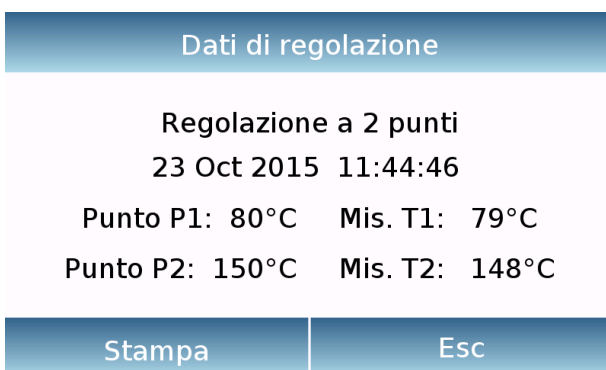 Dati di regolazione
Regolazione a 2 punti
23 Oct 2015 11:44:46
Punto P1: 80°C Mis. T1: 79°C
Punto P2: 150°C Mis. T2: 148°C
Stampa Esc